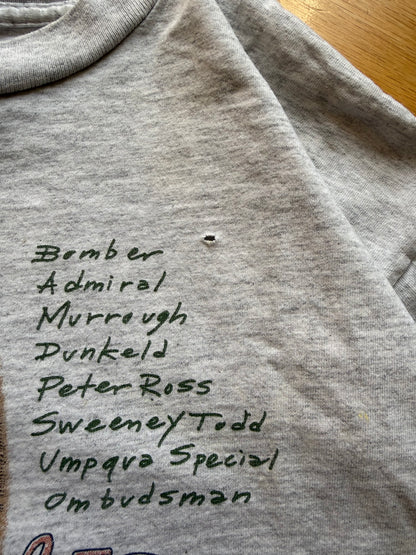 Bomber
Admiral
Murrough
Dunkeld
Peter Ross
Sweeney Todd
Umpqua Special
Ombudsman